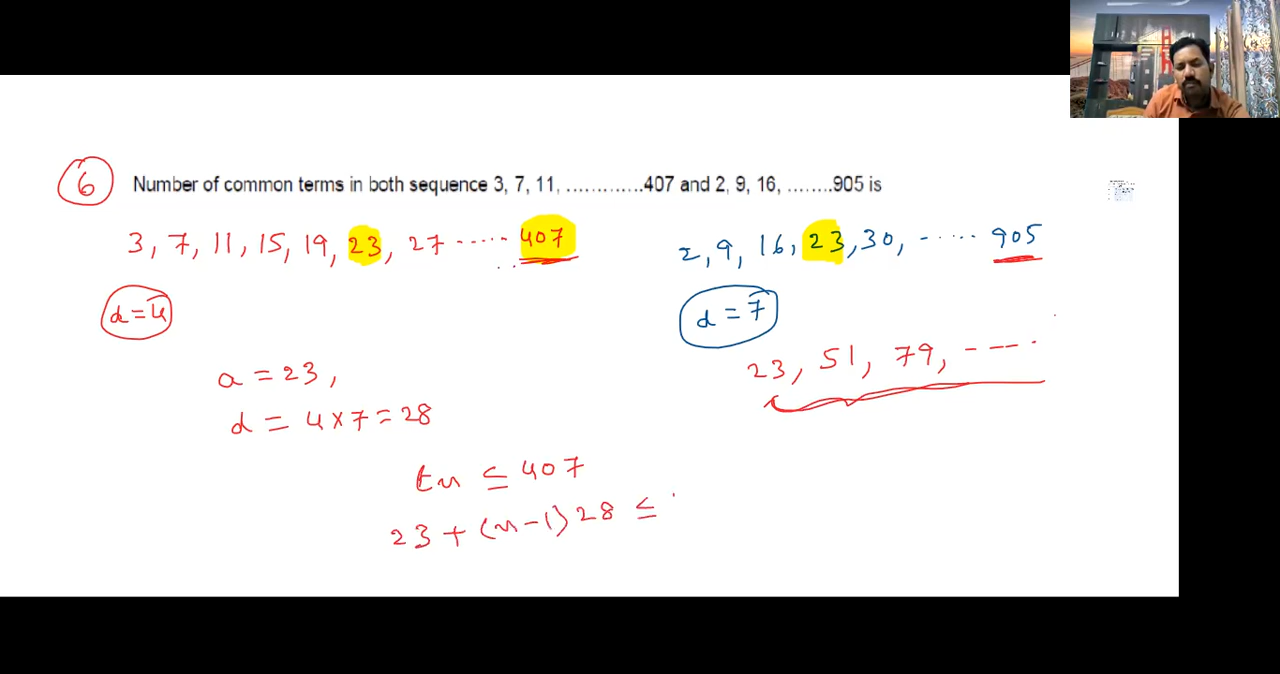 6 Number of common terms in both sequence 3, 7, 11, ..............407 and 2, 9, 16, ........905 is
3, 7, 11, 15, 19, 23, 27 ...... 407
2, 9, 16, 23, 30, ...... 905
d = 4
d = 7
23, 51, 79, ----
a = 23,
d = 4 x 7 = 28
tn ≤ 407
23 + (n - 1) 28 ≤